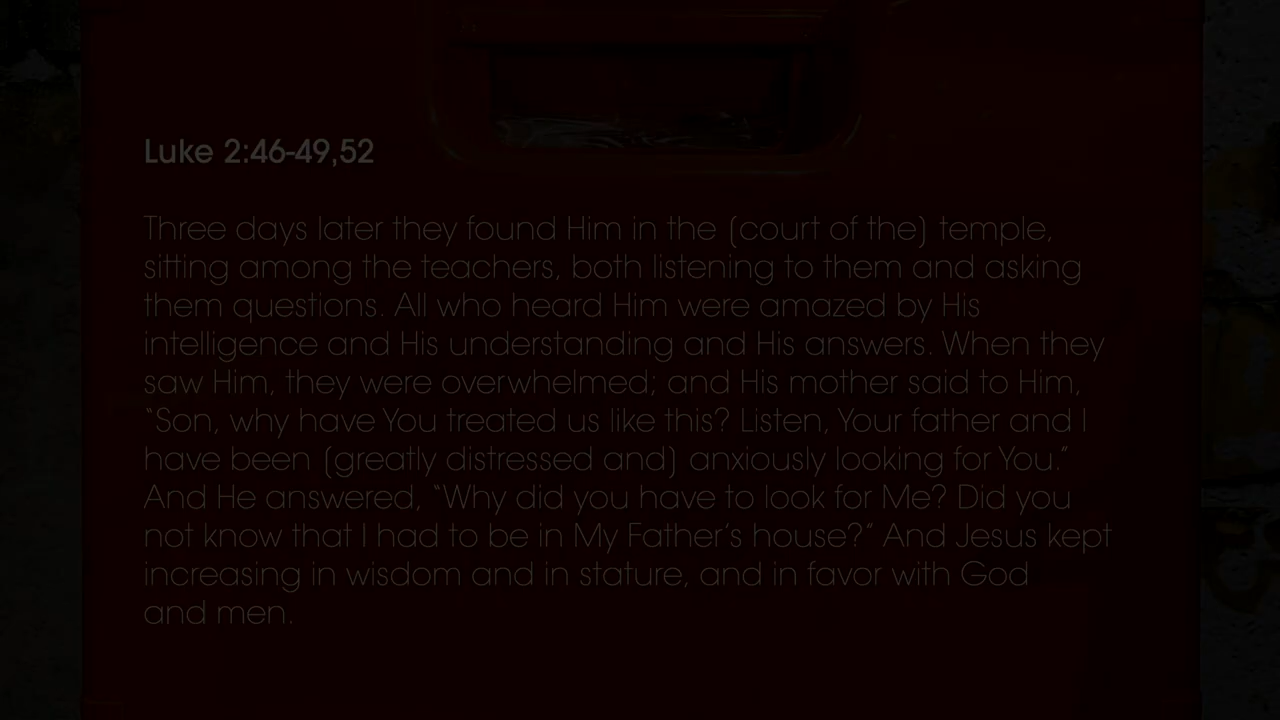 Luke 2:46-49,52
Three days later they found Him in the (court of the) temple,
sitting among the teachers, both listening to them and asking
them questions. All who heard Him were amazed by His
intelligence and His understanding and His answers. When they
saw Him, they were overwhelmed; and His mother said to Him,
“Son, why have You treated us like this? Listen, Your father and I
have been (greatly distressed and) anxiously looking for You.”
And He answered, “Why did you have to look for Me? Did you
not know that I had to be in My Father’s house?” And Jesus kept
increasing in wisdom and in stature, and in favor with God
and men.